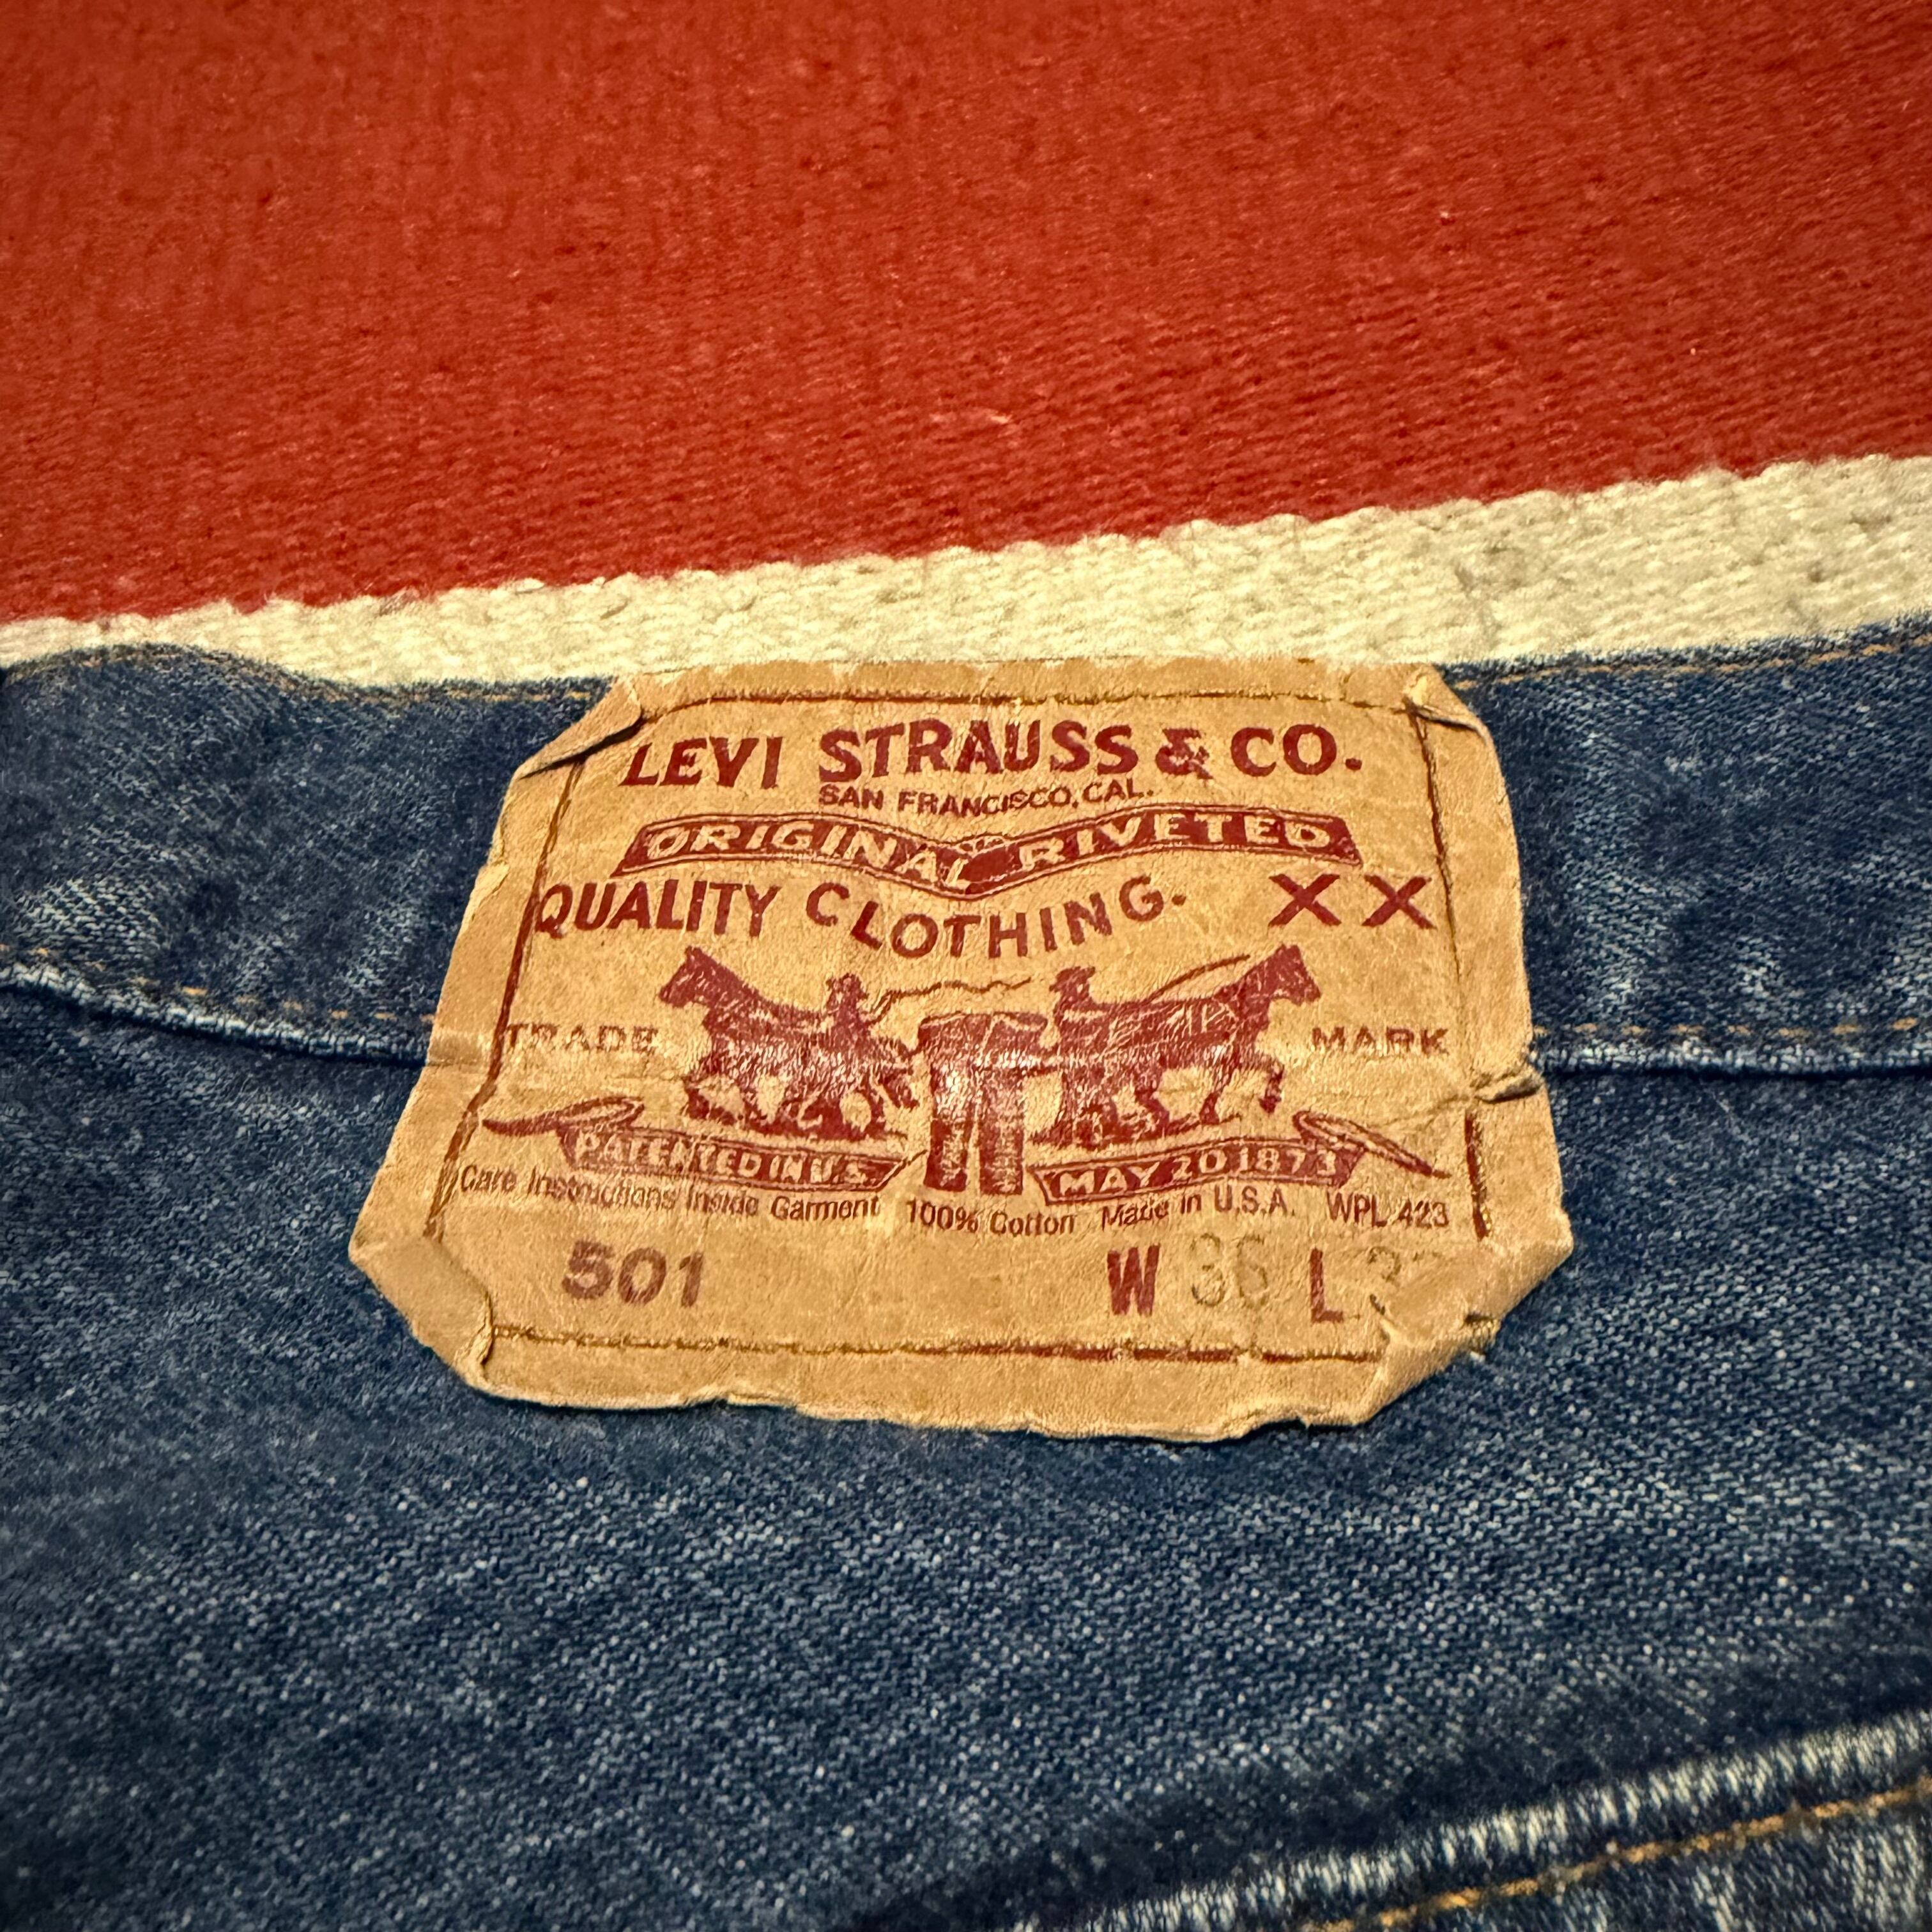 LEVI STRAUSS & CO.
SAN FRANCISCO, CAL.
ORIGINAL RIVETED
QUALITY CLOTHING. XX
TRADE MARK
PATENTED IN U.S. MAY 20 1873
Care Instructions Inside Garment 100% Cotton Made in U.S.A. WPL 423
501 W 36 L